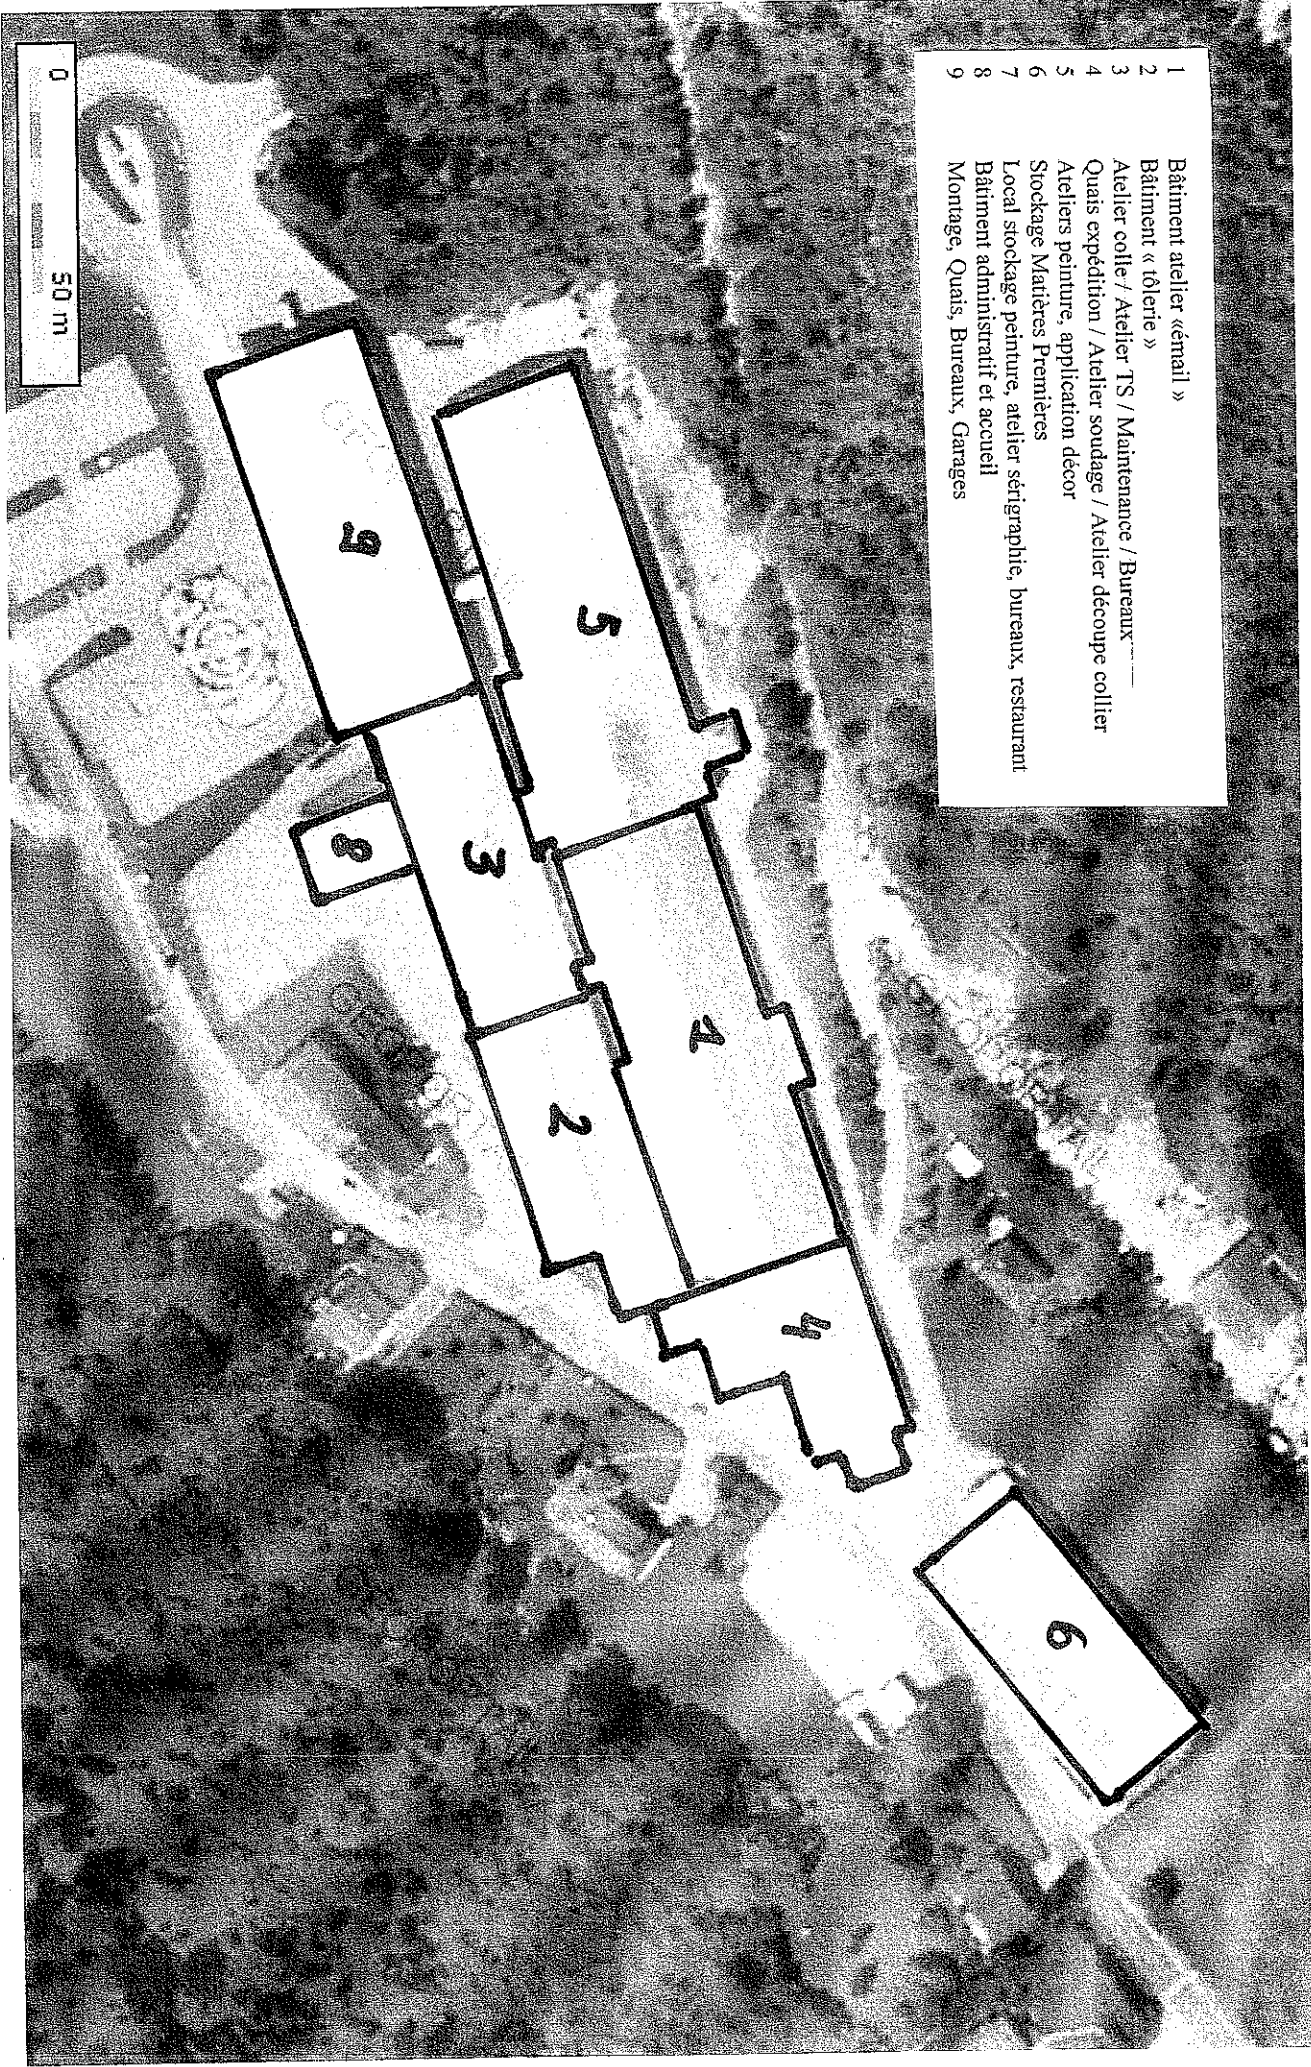 1 Bâtiment atelier «émail »
2 Bâtiment « tôlerie »
3 Atelier colle / Atelier TS / Maintenance / Bureaux
4 Quais expédition / Atelier soudage / Atelier découpe collier
5 Ateliers peinture, application décor
6 Stockage Matières Premières
7 Local stockage peinture, atelier sérigraphie, bureaux, restaurant
8 Bâtiment administratif et accueil
9 Montage, Quais, Bureaux, Garages
6
4
1
5
2
3
9
8
0 50 m